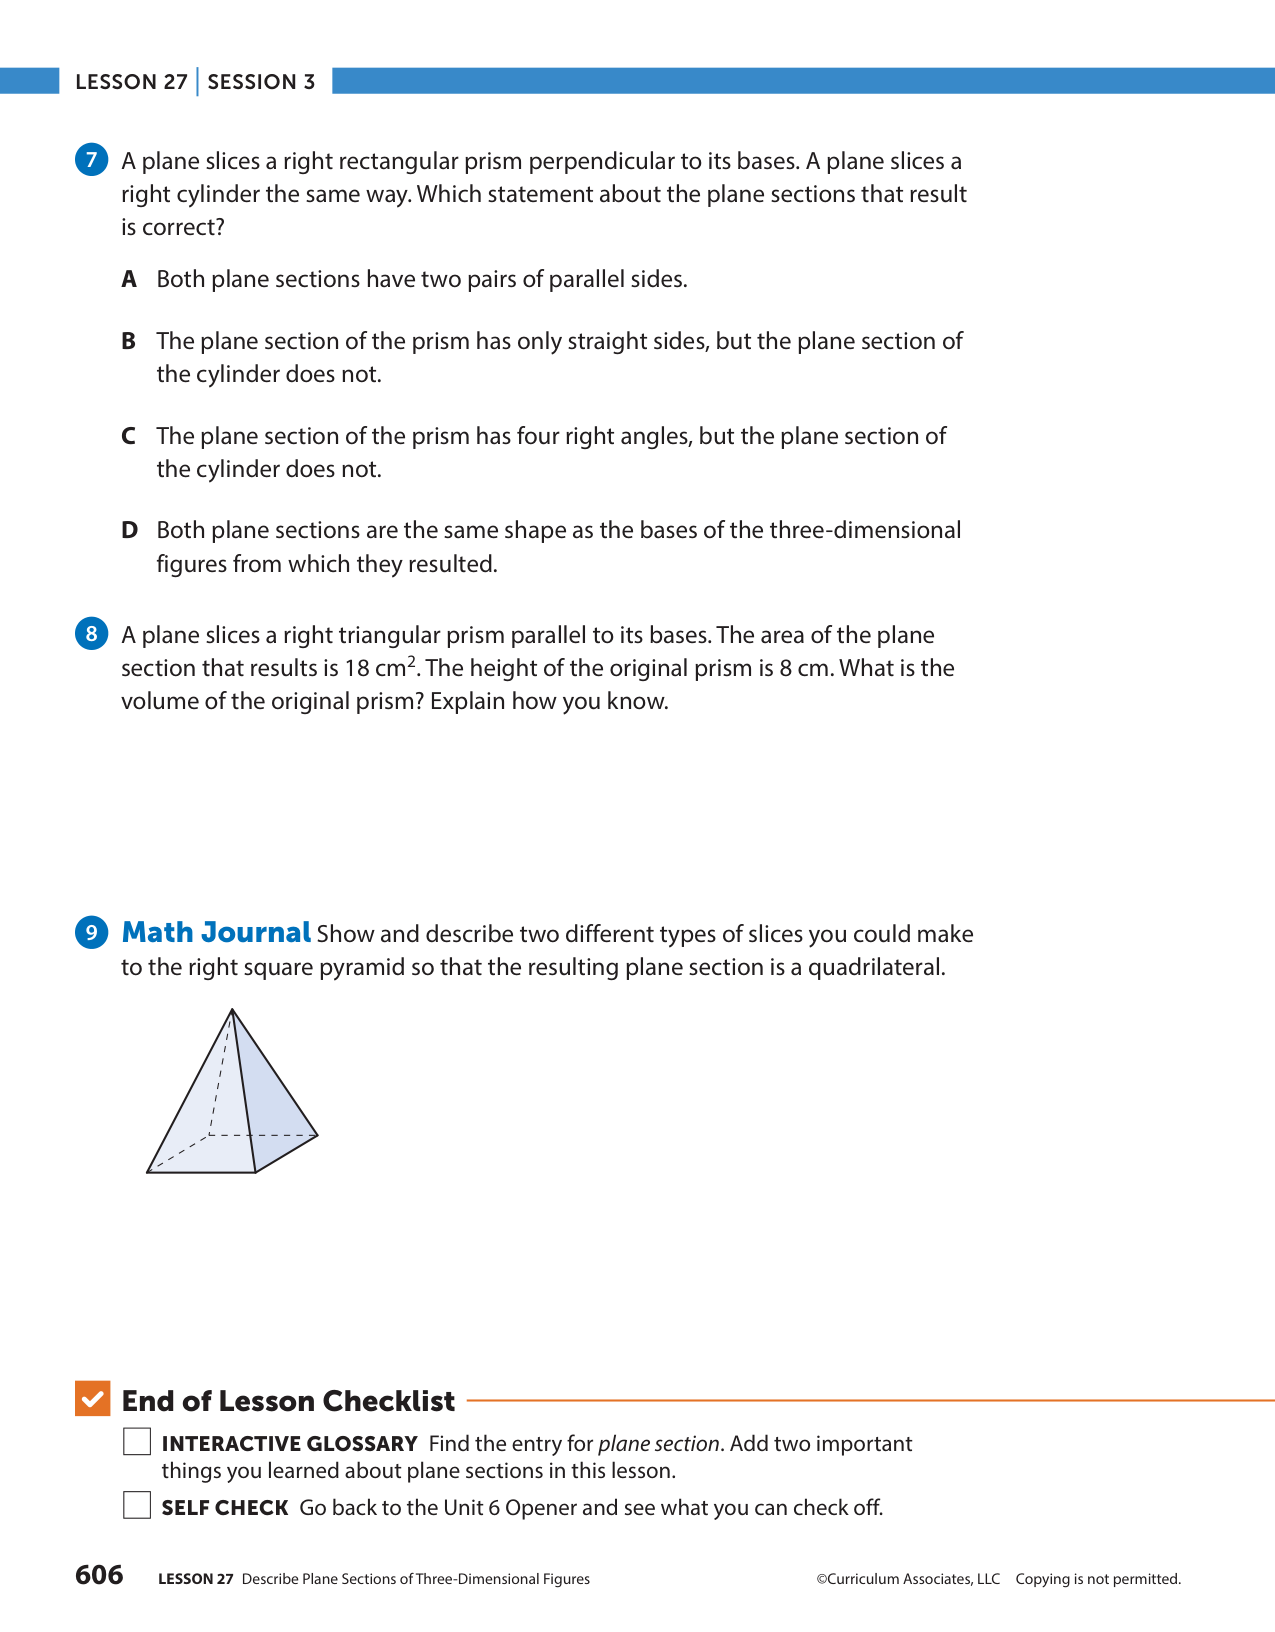 LESSON 27 | SESSION 3
7 A plane slices a right rectangular prism perpendicular to its bases. A plane slices a
right cylinder the same way. Which statement about the plane sections that result
is correct?
A Both plane sections have two pairs of parallel sides.
B The plane section of the prism has only straight sides, but the plane section of
the cylinder does not.
C The plane section of the prism has four right angles, but the plane section of
the cylinder does not.
D Both plane sections are the same shape as the bases of the three-dimensional
figures from which they resulted.
8 A plane slices a right triangular prism parallel to its bases. The area of the plane
section that results is 18 cm². The height of the original prism is 8 cm. What is the
volume of the original prism? Explain how you know.
9 Math Journal Show and describe two different types of slices you could make
to the right square pyramid so that the resulting plane section is a quadrilateral.
End of Lesson Checklist
INTERACTIVE GLOSSARY Find the entry for plane section. Add two important
things you learned about plane sections in this lesson.
SELF CHECK Go back to the Unit 6 Opener and see what you can check off.
606 LESSON 27 Describe Plane Sections of Three-Dimensional Figures ©Curriculum Associates, LLC Copying is not permitted.